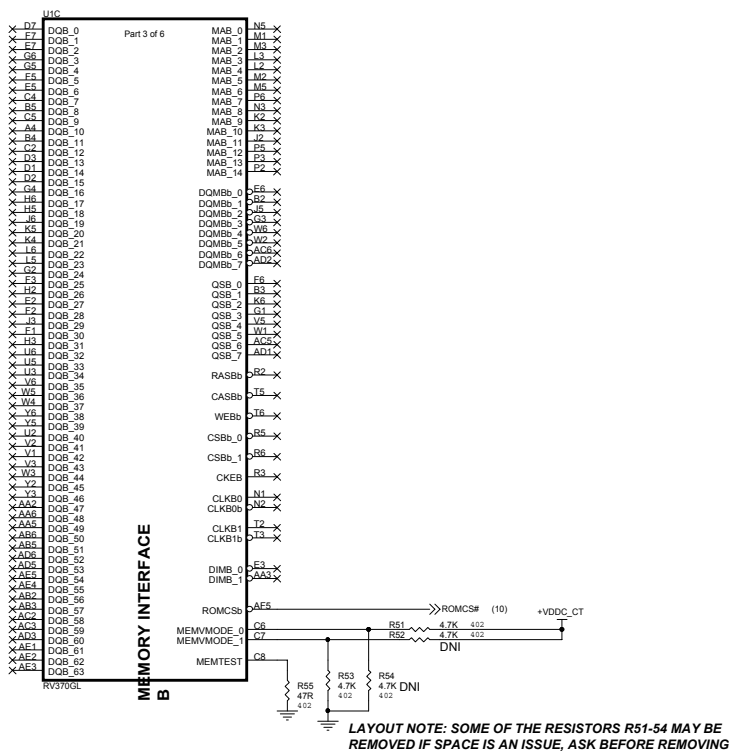 U1C
Part 3 of 6
D7 DQB_0
F7 DQB_1
E7 DQB_2
G6 DQB_3
G5 DQB_4
F5 DQB_5
E5 DQB_6
C4 DQB_7
B5 DQB_8
C5 DQB_9
A4 DQB_10
B4 DQB_11
C2 DQB_12
D3 DQB_13
D1 DQB_14
D2 DQB_15
G4 DQB_16
H6 DQB_17
H5 DQB_18
J6 DQB_19
K5 DQB_20
K4 DQB_21
L6 DQB_22
L5 DQB_23
G2 DQB_24
F3 DQB_25
H2 DQB_26
E2 DQB_27
F2 DQB_28
J3 DQB_29
F1 DQB_30
H3 DQB_31
U6 DQB_32
U5 DQB_33
U3 DQB_34
V6 DQB_35
W5 DQB_36
W4 DQB_37
Y6 DQB_38
Y5 DQB_39
U2 DQB_40
V2 DQB_41
V1 DQB_42
V3 DQB_43
W3 DQB_44
Y2 DQB_45
Y3 DQB_46
AA2 DQB_47
AA6 DQB_48
AA5 DQB_49
AB6 DQB_50
AB5 DQB_51
AD6 DQB_52
AD5 DQB_53
AE5 DQB_54
AE4 DQB_55
AB2 DQB_56
AB3 DQB_57
AC2 DQB_58
AC3 DQB_59
AD3 DQB_60
AE1 DQB_61
AE2 DQB_62
AE3 DQB_63
RV370GL
MEMORY INTERFACE
B
MAB_0 N5
MAB_1 M1
MAB_2 M3
MAB_3 L3
MAB_4 L2
MAB_5 M2
MAB_6 M5
MAB_7 P6
MAB_8 N3
MAB_9 K2
MAB_10 K3
MAB_11 J2
MAB_12 P5
MAB_13 P3
MAB_14 P2
DQMBb_0 E6
DQMBb_1 B2
DQMBb_2 J5
DQMBb_3 G3
DQMBb_4 W6
DQMBb_5 W2
DQMBb_6 AC6
DQMBb_7 AD2
QSB_0 F6
QSB_1 B3
QSB_2 K6
QSB_3 G1
QSB_4 V5
QSB_5 W1
QSB_6 AC5
QSB_7 AD1
RASBb R2
CASBb T5
WEBb T6
CSBb_0 R5
CSBb_1 R6
CKEB R3
CLKB0 N1
CLKB0b N2
CLKB1 T2
CLKB1b T3
DIMB_0 E3
DIMB_1 AA3
ROMCSb AF5
MEMVMODE_0 C6
MEMVMODE_1 C7
MEMTEST C8
ROMCS# (10)
+VDDC_CT
R51 4.7K 402
R52 4.7K 402
DNI
R55
47R
402
R53
4.7K
402
R54
4.7K DNI
402
LAYOUT NOTE: SOME OF THE RESISTORS R51-54 MAY BE
REMOVED IF SPACE IS AN ISSUE, ASK BEFORE REMOVING